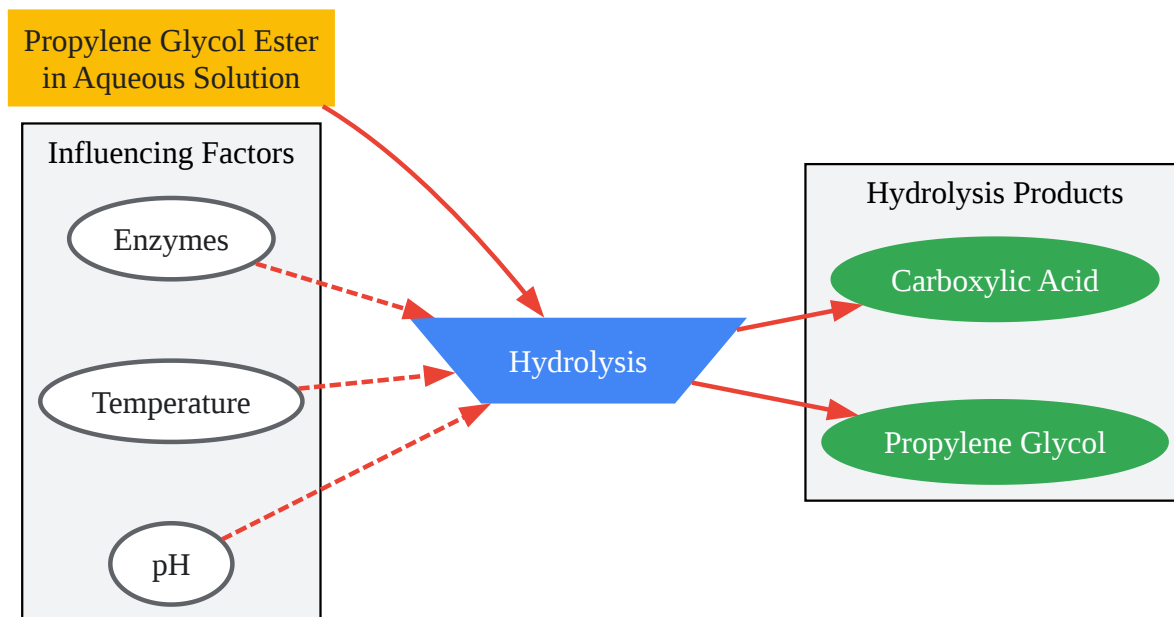 Propylene Glycol Ester
in Aqueous Solution
Influencing Factors
Enzymes
Temperature
pH
Hydrolysis
Hydrolysis Products
Carboxylic Acid
Propylene Glycol